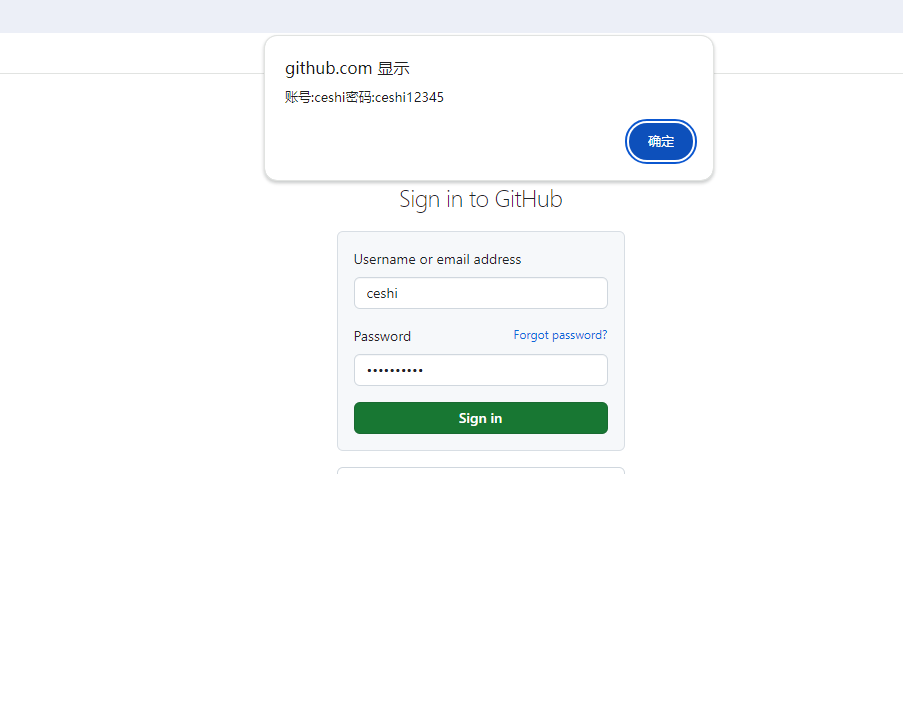 github.com 显示
账号:ceshi密码:ceshi12345
确定
Sign in to GitHub
Username or email address
ceshi
Password Forgot password?
••••••••••
Sign in